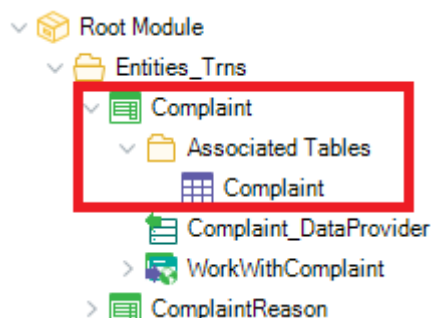 Root Module
Entities_Trns
Complaint
Associated Tables
Complaint
Complaint_DataProvider
WorkWithComplaint
ComplaintReason